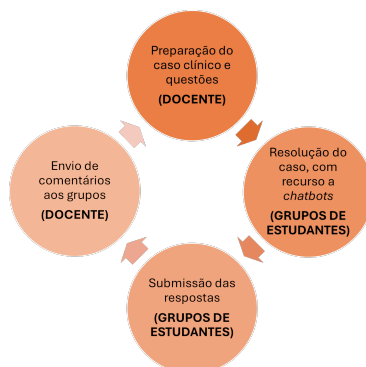 Preparação do
caso clínico e
questões
(DOCENTE)
Resolução do
caso, com
recurso a
chatbots
(GRUPOS DE
ESTUDANTES)
Submissão das
respostas
(GRUPOS DE
ESTUDANTES)
Envio de
comentários
aos grupos
(DOCENTE)